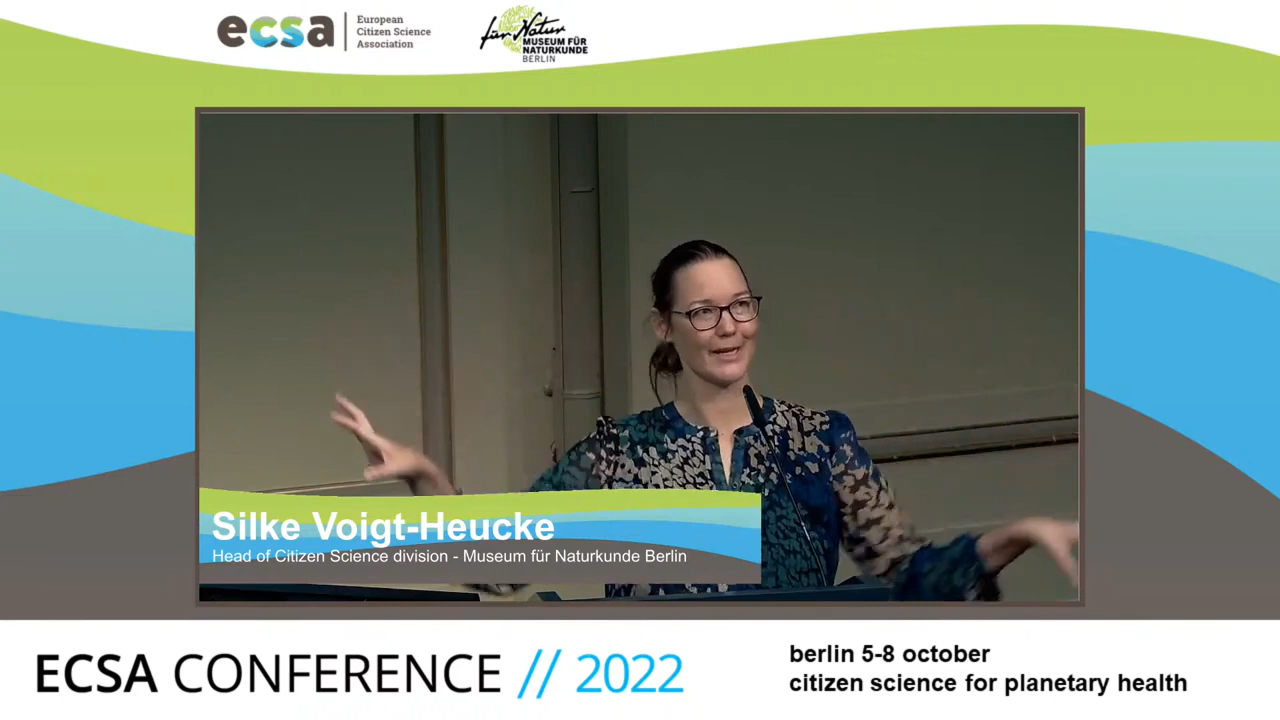 ecsa
European
Citizen Science
Association
für Natur
MUSEUM FÜR
NATURKUNDE
BERLIN
Silke Voigt-Heucke
Head of Citizen Science division - Museum für Naturkunde Berlin
ECSA CONFERENCE // 2022
berlin 5-8 october
citizen science for planetary health